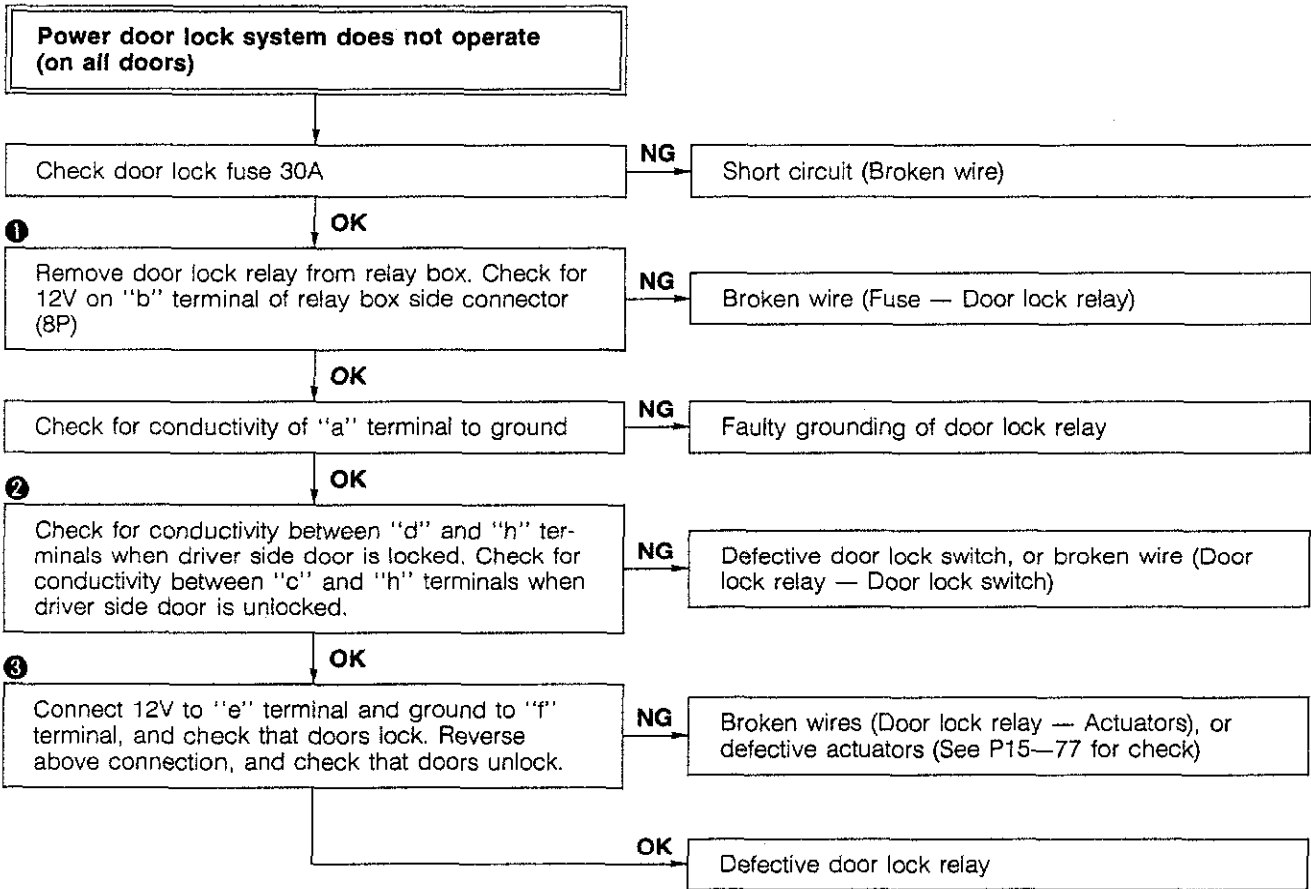 Power door lock system does not operate
(on all doors)
Check door lock fuse 30A
NG
Short circuit (Broken wire)
OK
❶
Remove door lock relay from relay box. Check for
12V on "b" terminal of relay box side connector
(8P)
NG
Broken wire (Fuse — Door lock relay)
OK
Check for conductivity of "a" terminal to ground
NG
Faulty grounding of door lock relay
OK
❷
Check for conductivity between "d" and "h" ter-
minals when driver side door is locked. Check for
conductivity between "c" and "h" terminals when
driver side door is unlocked.
NG
Defective door lock switch, or broken wire (Door
lock relay — Door lock switch)
OK
❸
Connect 12V to "e" terminal and ground to "f"
terminal, and check that doors lock. Reverse
above connection, and check that doors unlock.
NG
Broken wires (Door lock relay — Actuators), or
defective actuators (See P15—77 for check)
OK
Defective door lock relay